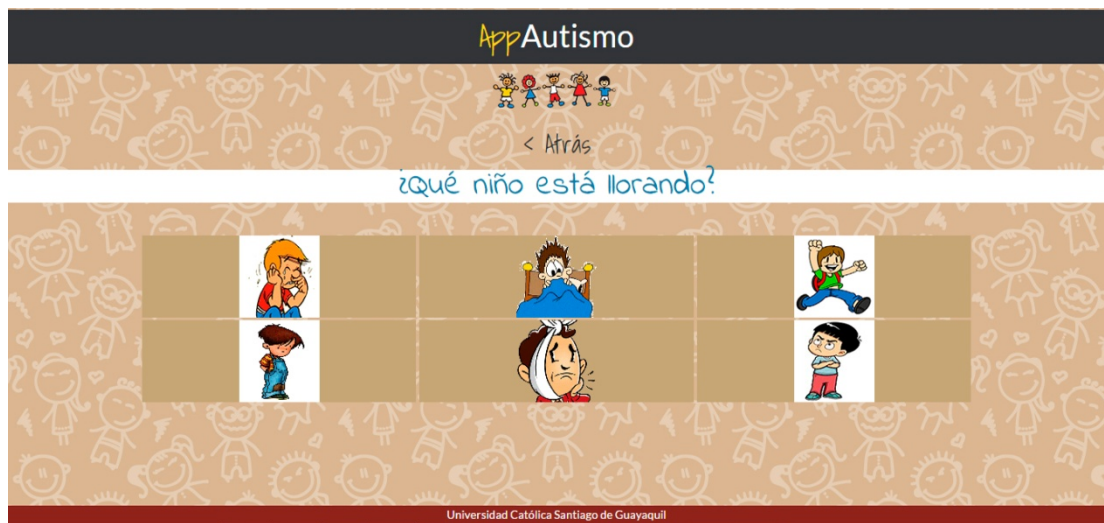 AppAutismo
< Atrás
¿Qué niño está llorando?
Universidad Católica Santiago de Guayaquil